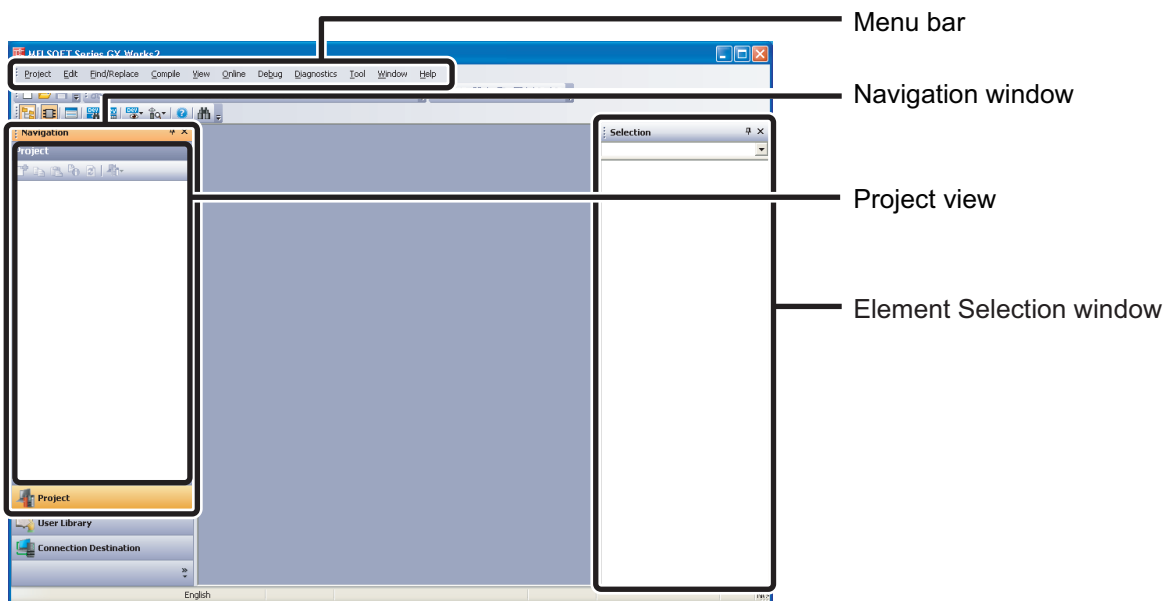 Menu bar
MELSOFT Series GX Works2
Project Edit Find/Replace Compile View Online Debug Diagnostics Tool Window Help
Navigation window
Navigation
Selection
Project
Project view
Element Selection window
Project
User Library
Connection Destination
English